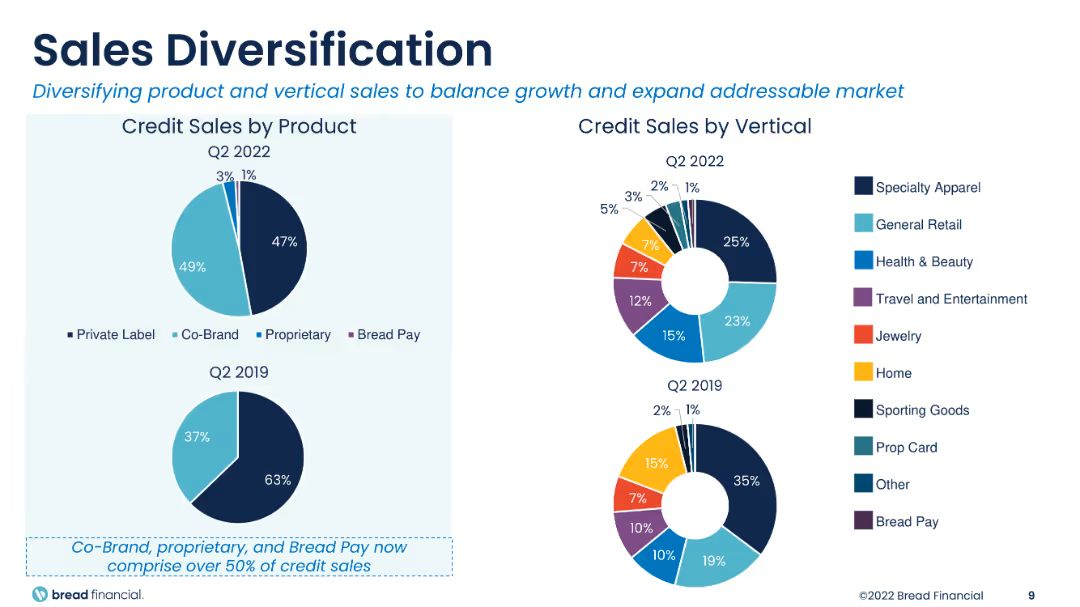 Sales Diversification
Diversifying product and vertical sales to balance growth and expand addressable market
Credit Sales by Product
Q2 2022
3% 1%
47%
49%
Private Label Co-Brand Proprietary Bread Pay
Q2 2019
37%
63%
Co-Brand, proprietary, and Bread Pay now
comprise over 50% of credit sales
Credit Sales by Vertical
Q2 2022
2% 1%
3%
5%
25%
7%
7%
12%
23%
15%
Q2 2019
2% 1%
15%
35%
7%
10%
10%
19%
Specialty Apparel
General Retail
Health & Beauty
Travel and Entertainment
Jewelry
Home
Sporting Goods
Prop Card
Other
Bread Pay
bread financial.
©2022 Bread Financial 9